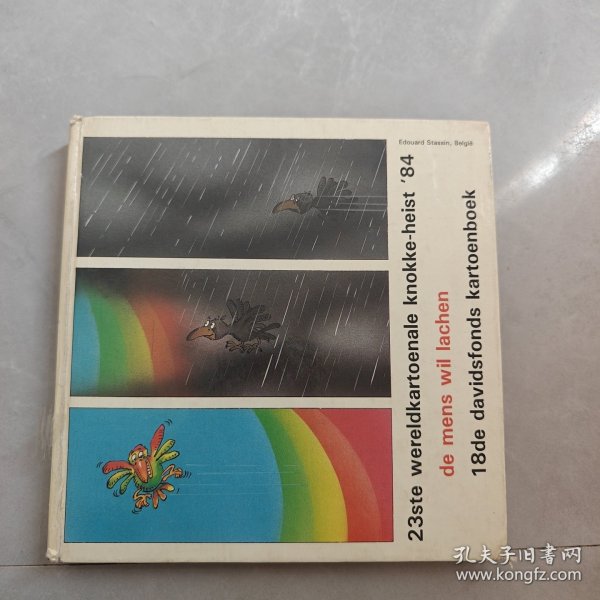 Edouard Stassin, België
23ste wereldkartoenale knokke-heist '84
de mens wil lachen
18de davidsfonds kartoenboek
孔夫子旧书网
www.kongfz.com